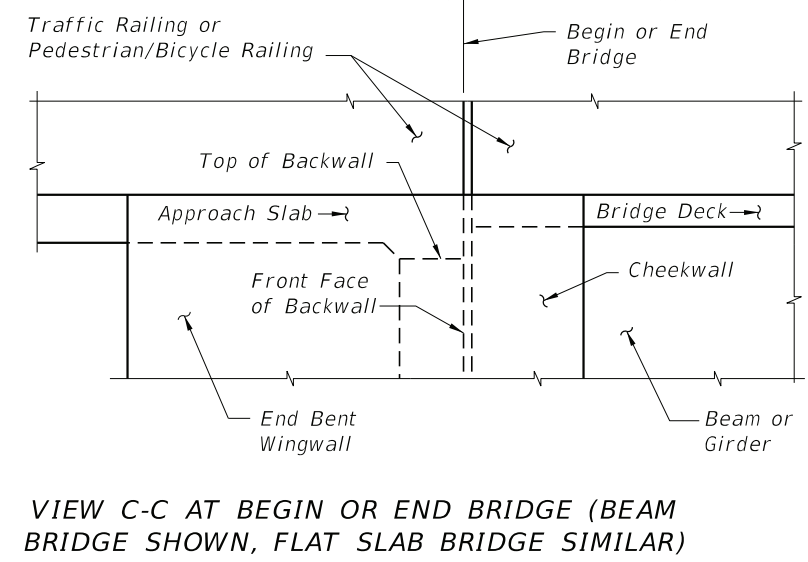 Traffic Railing or
Pedestrian/Bicycle Railing
Begin or End
Bridge
Top of Backwall
Approach Slab
Bridge Deck
Front Face
of Backwall
Cheekwall
End Bent
Wingwall
Beam or
Girder
VIEW C-C AT BEGIN OR END BRIDGE (BEAM
BRIDGE SHOWN, FLAT SLAB BRIDGE SIMILAR)